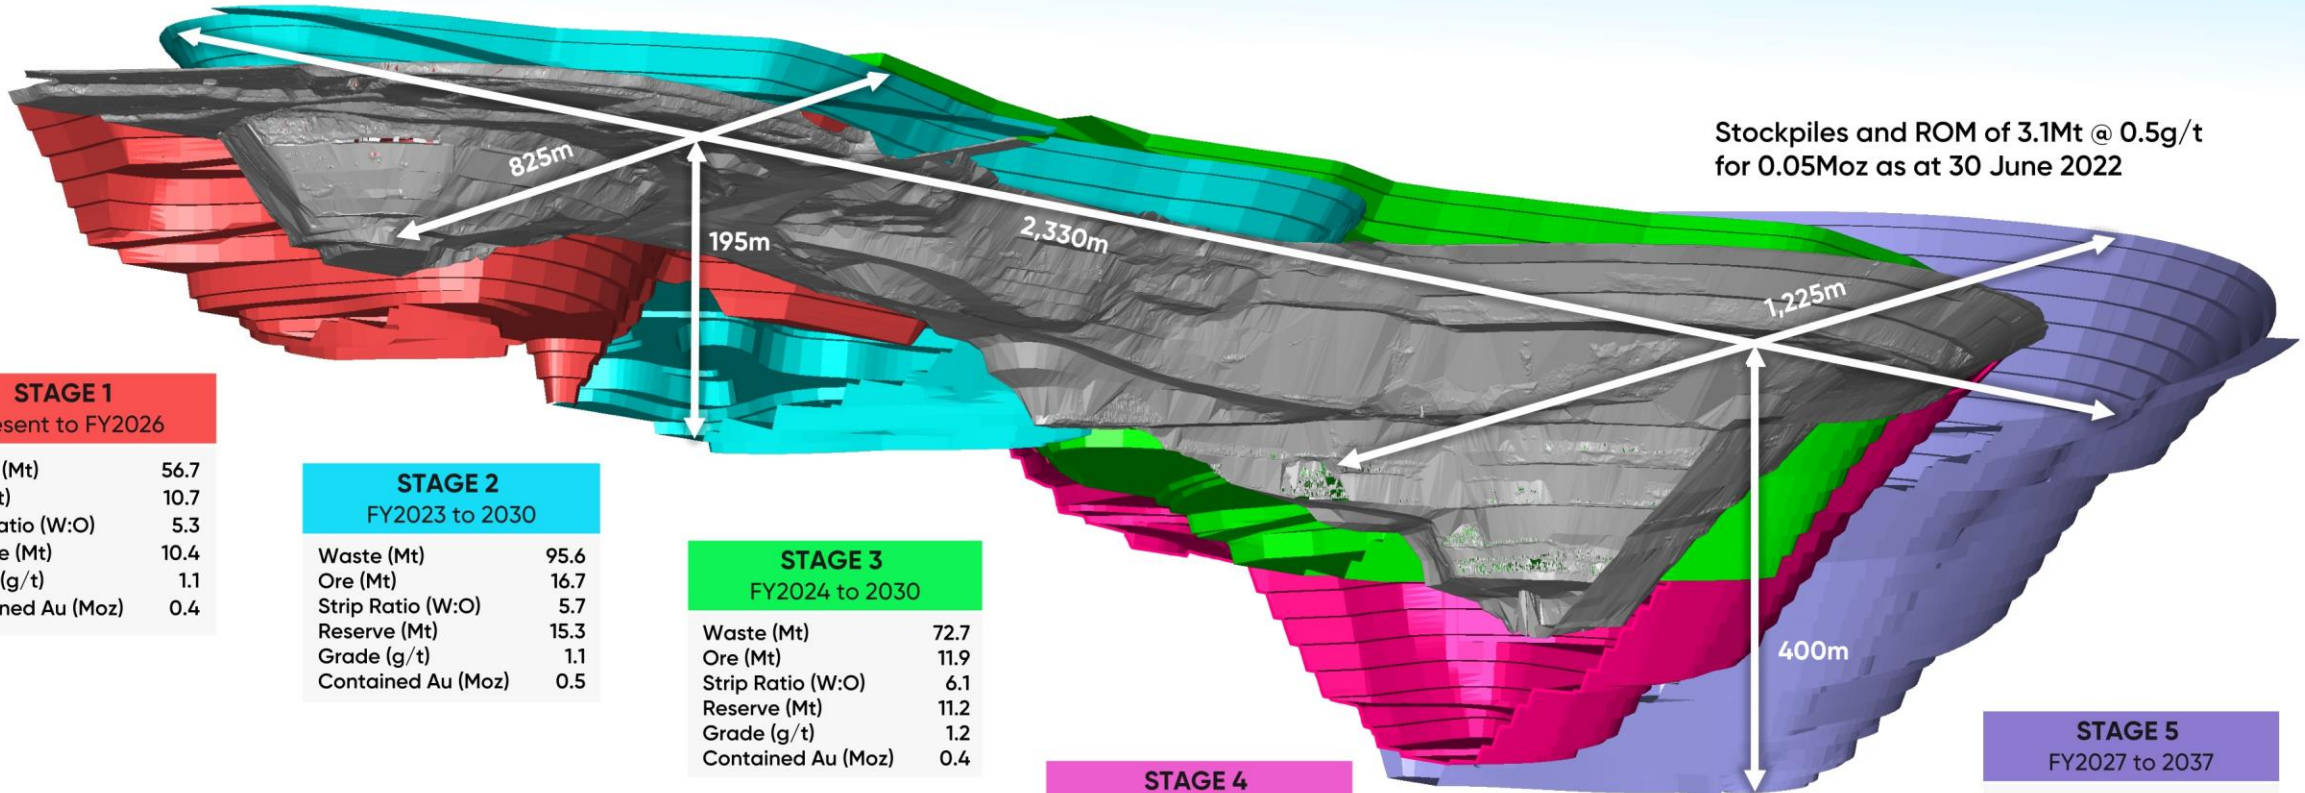 Stockpiles and ROM of 3.1Mt @ 0.5g/t
for 0.05Moz as at 30 June 2022
825m
195m
2,330m
1,225m
400m
STAGE 1
esent to FY2026
(Mt) 56.7
t) 10.7
atio (W:O) 5.3
e (Mt) 10.4
(g/t) 1.1
ned Au (Moz) 0.4
STAGE 2
FY2023 to 2030
Waste (Mt) 95.6
Ore (Mt) 16.7
Strip Ratio (W:O) 5.7
Reserve (Mt) 15.3
Grade (g/t) 1.1
Contained Au (Moz) 0.5
STAGE 3
FY2024 to 2030
Waste (Mt) 72.7
Ore (Mt) 11.9
Strip Ratio (W:O) 6.1
Reserve (Mt) 11.2
Grade (g/t) 1.2
Contained Au (Moz) 0.4
STAGE 4
STAGE 5
FY2027 to 2037